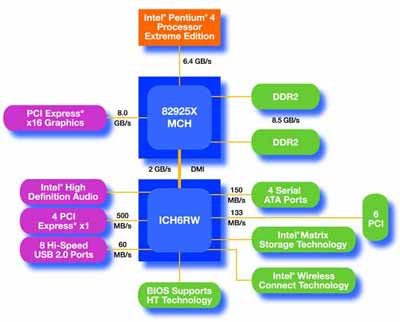 Intel® Pentium® 4
Processor
Extreme Edition
6.4 GB/s
PCI Express*
x16 Graphics
8.0
GB/s
82925X
MCH
DDR2
8.5 GB/s
DDR2
2 GB/s
DMI
Intel® High
Definition Audio
4 PCI
Express* x1
500
MB/s
8 Hi-Speed
USB 2.0 Ports
60
MB/s
ICH6RW
150
MB/s
4 Serial
ATA Ports
133
MB/s
6
PCI
Intel® Matrix
Storage Technology
Intel® Wireless
Connect Technology
BIOS Supports
HT Technology